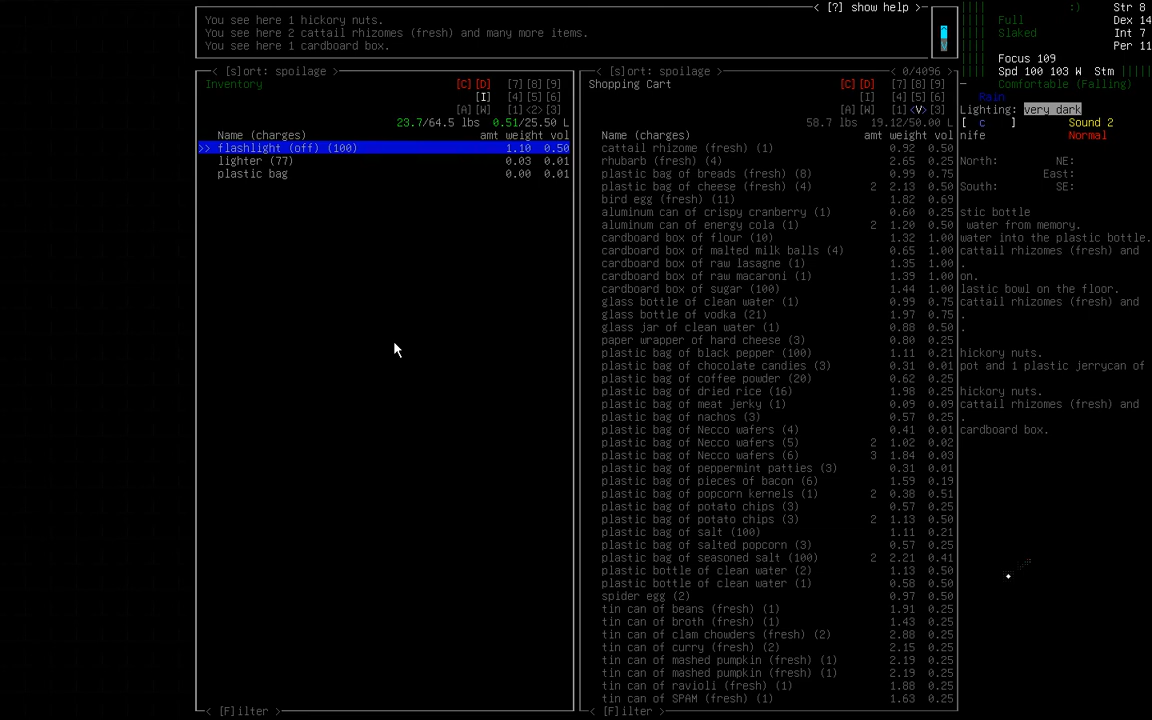 < [?] show help >
You see here 1 hickory nuts.
You see here 2 cattail rhizomes (fresh) and many more items.
You see here 1 cardboard box.
:) Str 8
Full Dex 14
Slaked Int 7
Per 11
Focus 109
Spd 100 103 W Stm
Comfortable (Falling)
Rain
Lighting: very dark
[ c ] Sound 2
nife Normal
North: NE:
East:
South: SE:
stic bottle
water from memory.
water into the plastic bottle.
cattail rhizomes (fresh) and
.
on.
lastic bowl on the floor.
cattail rhizomes (fresh) and
.
.
hickory nuts.
pot and 1 plastic jerrycan of
hickory nuts.
cattail rhizomes (fresh) and
.
cardboard box.
< [s]ort: spoilage >
Inventory [C][D] [7][8][9]
[I] [4][5][6]
[A][W] [1]<2>[3]
23.7/64.5 lbs 0.51/25.50 L
Name (charges) amt weight vol
>> flashlight (off) (100) 1.10 0.50
lighter (77) 0.03 0.01
plastic bag 0.00 0.01
< [F]ilter >
< [s]ort: spoilage > < 0/4096 >
Shopping Cart [C][D] [7][8][9]
[I] [4][5][6]
[A][W] [1]<V>[3]
58.7 lbs 19.12/50.00 L
Name (charges) amt weight vol
cattail rhizome (fresh) (1) 0.92 0.50
rhubarb (fresh) (4) 2.65 0.25
plastic bag of breads (fresh) (8) 0.99 0.75
plastic bag of cheese (fresh) (4) 2 2.13 0.50
bird egg (fresh) (11) 1.82 0.69
aluminum can of crispy cranberry (1) 0.60 0.25
aluminum can of energy cola (1) 2 1.20 0.50
cardboard box of flour (10) 1.32 1.00
cardboard box of malted milk balls (4) 0.65 1.00
cardboard box of raw lasagne (1) 1.35 1.00
cardboard box of raw macaroni (1) 1.39 1.00
cardboard box of sugar (100) 1.44 1.00
glass bottle of clean water (1) 0.99 0.75
glass bottle of vodka (21) 1.97 0.75
glass jar of clean water (1) 0.88 0.50
paper wrapper of hard cheese (3) 0.80 0.25
plastic bag of black pepper (100) 1.11 0.21
plastic bag of chocolate candies (3) 0.31 0.01
plastic bag of coffee powder (20) 0.62 0.25
plastic bag of dried rice (16) 1.98 0.25
plastic bag of meat jerky (1) 0.09 0.09
plastic bag of nachos (3) 0.57 0.25
plastic bag of Necco wafers (4) 0.41 0.01
plastic bag of Necco wafers (5) 2 1.02 0.02
plastic bag of Necco wafers (6) 3 1.84 0.03
plastic bag of peppermint patties (3) 0.31 0.01
plastic bag of pieces of bacon (6) 1.59 0.19
plastic bag of popcorn kernels (1) 2 0.38 0.51
plastic bag of potato chips (3) 0.57 0.25
plastic bag of potato chips (3) 2 1.13 0.50
plastic bag of salt (100) 1.11 0.21
plastic bag of salted popcorn (3) 0.57 0.25
plastic bag of seasoned salt (100) 2 2.21 0.41
plastic bottle of clean water (2) 1.13 0.50
plastic bottle of clean water (1) 0.58 0.50
spider egg (2) 0.97 0.50
tin can of beans (fresh) (1) 1.91 0.25
tin can of broth (fresh) (1) 1.43 0.25
tin can of clam chowders (fresh) (2) 2.88 0.25
tin can of curry (fresh) (2) 2.15 0.25
tin can of mashed pumpkin (fresh) (1) 2.19 0.25
tin can of mashed pumpkin (fresh) (1) 2.19 0.25
tin can of ravioli (fresh) (1) 1.88 0.25
tin can of SPAM (fresh) (1) 1.63 0.25
< [F]ilter >